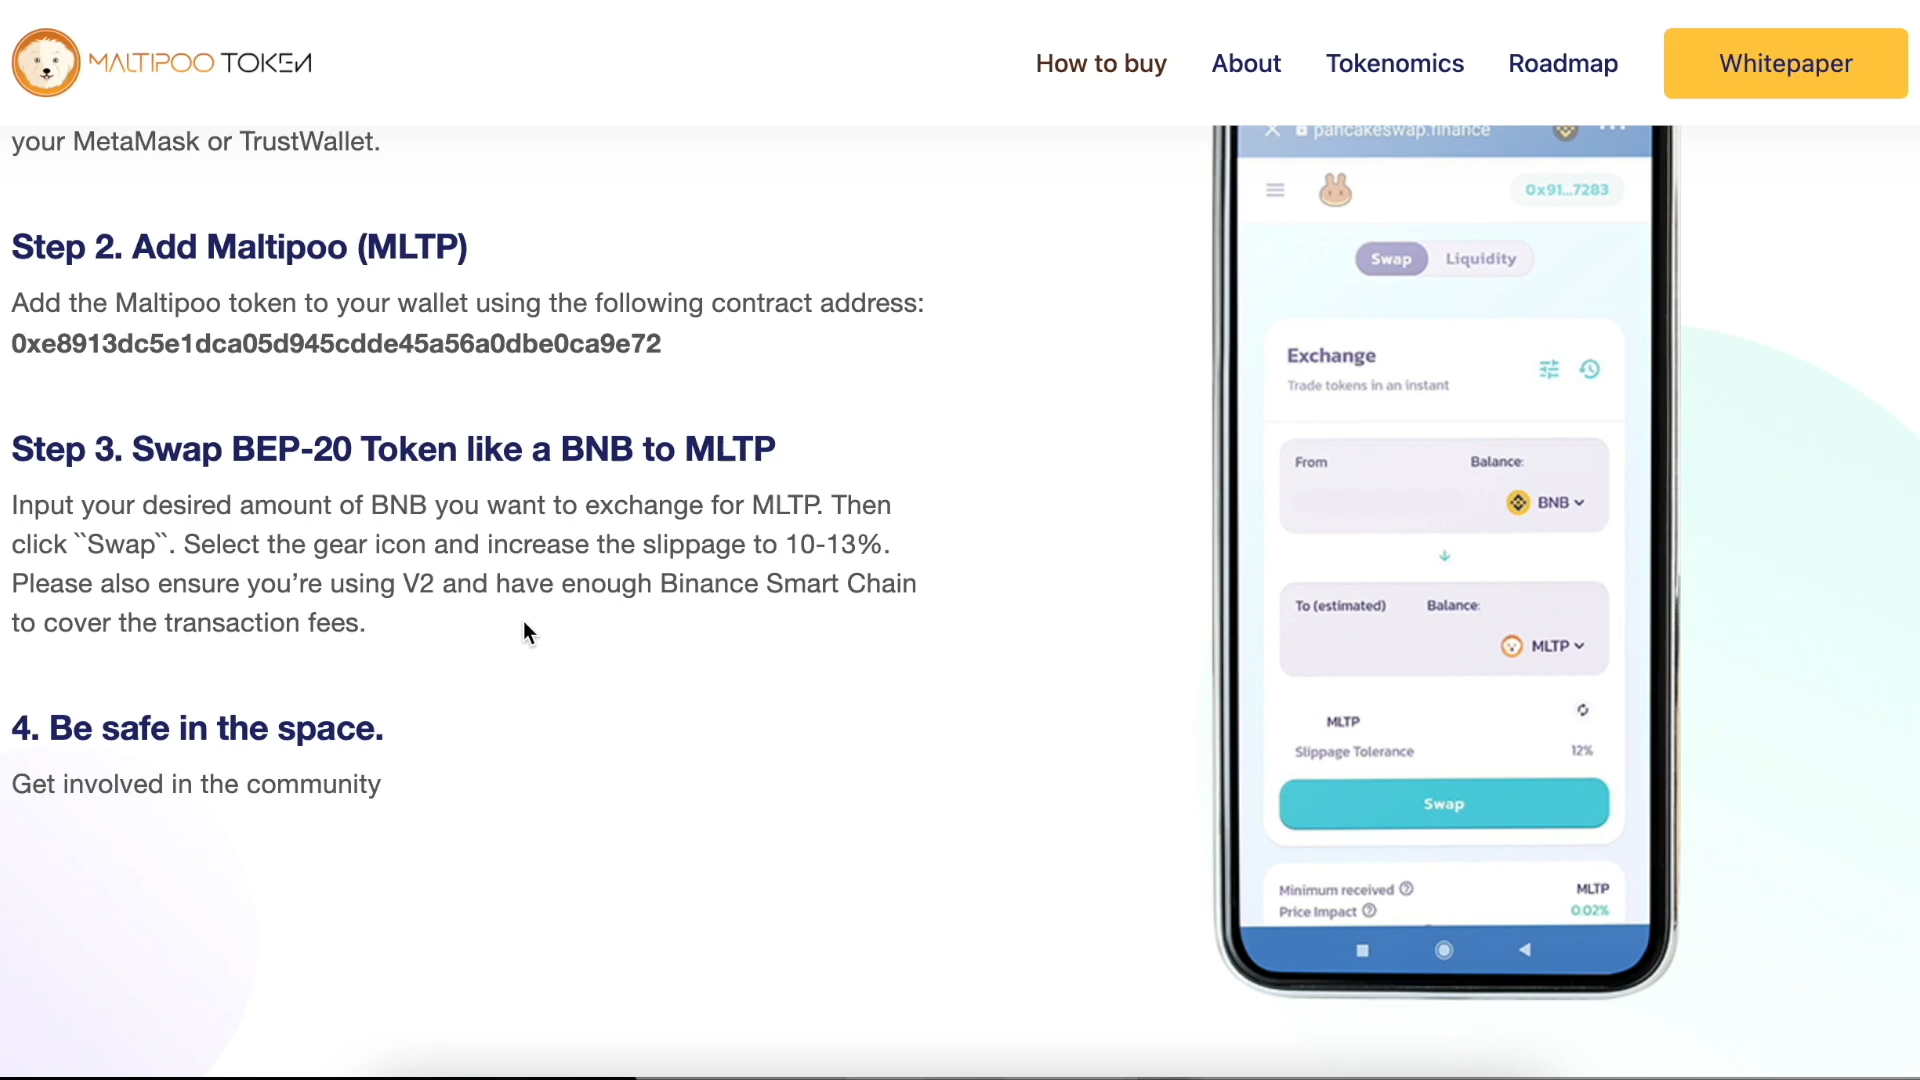 MALTIPOO TOKEN
How to buy
About
Tokenomics
Roadmap
Whitepaper
your MetaMask or TrustWallet.
Step 2. Add Maltipoo (MLTP)
Add the Maltipoo token to your wallet using the following contract address:
0xe8913dc5e1dca05d945cdde45a56a0dbe0ca9e72
Step 3. Swap BEP-20 Token like a BNB to MLTP
Input your desired amount of BNB you want to exchange for MLTP. Then
click ``Swap``. Select the gear icon and increase the slippage to 10-13%.
Please also ensure you’re using V2 and have enough Binance Smart Chain
to cover the transaction fees.
4. Be safe in the space.
Get involved in the community
pancakeswap.finance
0x91...7283
Swap
Liquidity
Exchange
Trade tokens in an instant
From
Balance:
BNB
To (estimated)
Balance:
MLTP
MLTP
Slippage Tolerance
12%
Swap
Minimum received
MLTP
Price Impact
0.02%